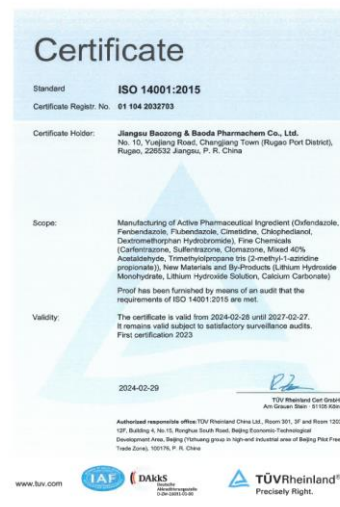 Certificate
Standard ISO 14001:2015
Certificate Registr. No. 01 104 2032703
Certificate Holder: Jiangsu Baozong & Baoda Pharmachem Co., Ltd.
No. 10, Yuejiang Road, Changjiang Town (Rugao Port District),
Rugao, 226532 Jiangsu, P. R. China
Scope: Manufacturing of Active Pharmaceutical Ingredient (Oxfendazole,
Fenbendazole, Flubendazole, Cimetidine, Chlophedianol,
Dextromethorphan Hydrobromide), Fine Chemicals
(Carfentrazone, Sulfentrazone, Clomazone, Mixed 40%
Acetaldehyde, Trimethylolpropane tris (2-methyl-1-aziridine
propionate)), New Materials and By-Products (Lithium Hydroxide
Monohydrate, Lithium Hydroxide Solution, Calcium Carbonate)
Proof has been furnished by means of an audit that the
requirements of ISO 14001:2015 are met.
Validity: The certificate is valid from 2024-02-28 until 2027-02-27.
It remains valid subject to satisfactory surveillance audits.
First certification 2023
2024-02-29
TÜV Rheinland Cert GmbH
Am Grauen Stein · 51105 Köln
Authorised responsible office:TÜV Rheinland China Ltd., Room 301, 3F and Room 1203
12F, Building 4, No.15, Ronghua South Road, Beijing Economic-Technological
Development Area, Beijing (Yizhuang group in high-end industrial area of Beijing Pilot Free
Trade Zone), 100176, P. R. China
www.tuv.com
IAF
DAkkS
Deutsche
Akkreditierungsstelle
TÜVRheinland®
Precisely Right.